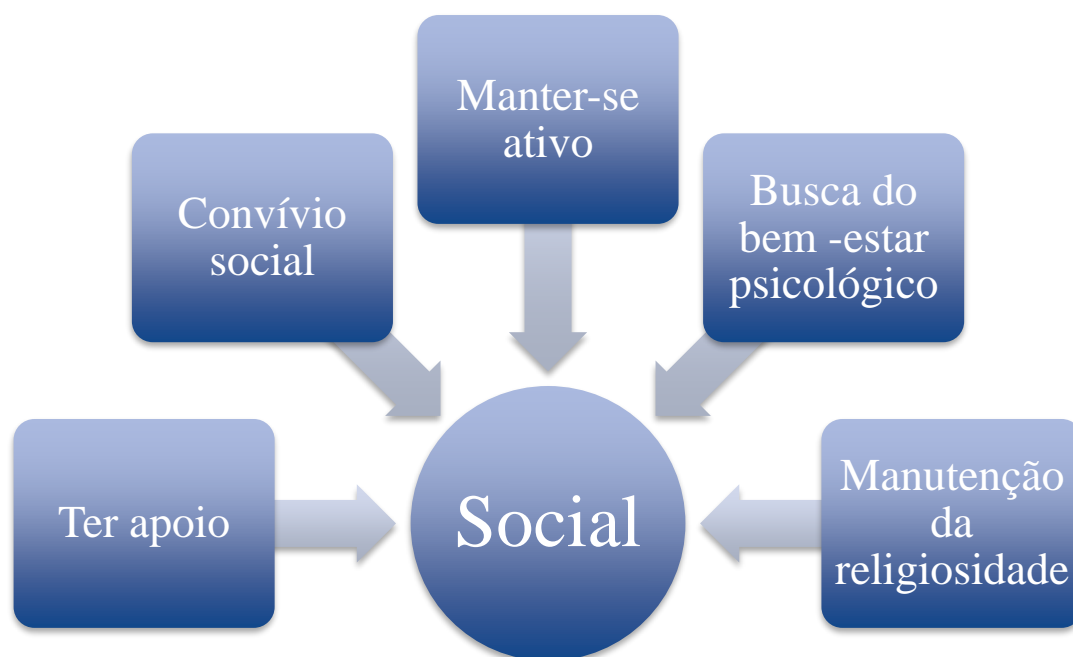 Manter-se
ativo
Convívio
social
Busca do
bem -estar
psicológico
Ter apoio
Social
Manutenção
da
religiosidade